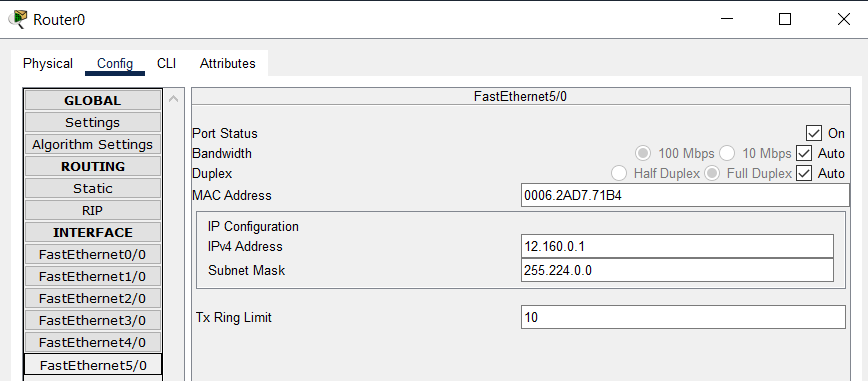 Router0
Physical Config CLI Attributes
GLOBAL
Settings
Algorithm Settings
ROUTING
Static
RIP
INTERFACE
FastEthernet0/0
FastEthernet1/0
FastEthernet2/0
FastEthernet3/0
FastEthernet4/0
FastEthernet5/0
FastEthernet5/0
Port Status On
Bandwidth 100 Mbps 10 Mbps Auto
Duplex Half Duplex Full Duplex Auto
MAC Address 0006.2AD7.71B4
IP Configuration
IPv4 Address 12.160.0.1
Subnet Mask 255.224.0.0
Tx Ring Limit 10